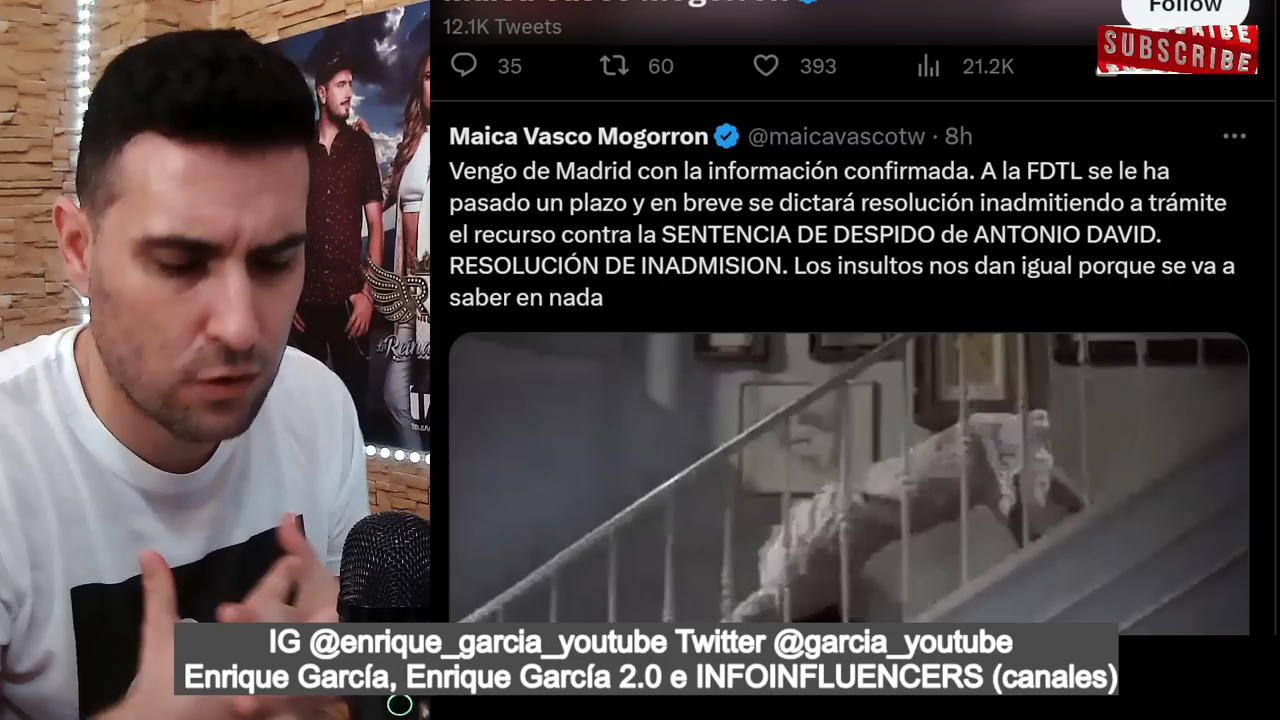 12.1K Tweets
Follow
35 60 393 21.2K
SUBSCRIBE
Maica Vasco Mogorron @maicavascotw · 8h
Vengo de Madrid con la información confirmada. A la FDTL se le ha
pasado un plazo y en breve se dictará resolución inadmitiendo a trámite
el recurso contra la SENTENCIA DE DESPIDO de ANTONIO DAVID.
RESOLUCIÓN DE INADMISION. Los insultos nos dan igual porque se va a
saber en nada
IG @enrique_garcia_youtube Twitter @garcia_youtube
Enrique García, Enrique García 2.0 e INFOINFLUENCERS (canales)